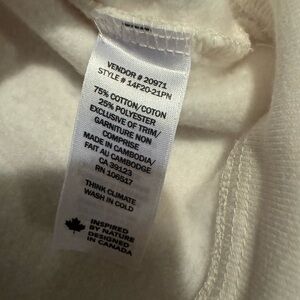 VENDOR # 20971
STYLE # 14F20-21PN
75% COTTON/COTON
25% POLYESTER
EXCLUSIVE OF TRIM/
GARNITURE NON
COMPRISE
MADE IN CAMBODIA/
FAIT AU CAMBODGE
CA 39123
RN 106517
THINK CLIMATE
WASH IN COLD
INSPIRED
BY NATURE
DESIGNED
IN CANADA